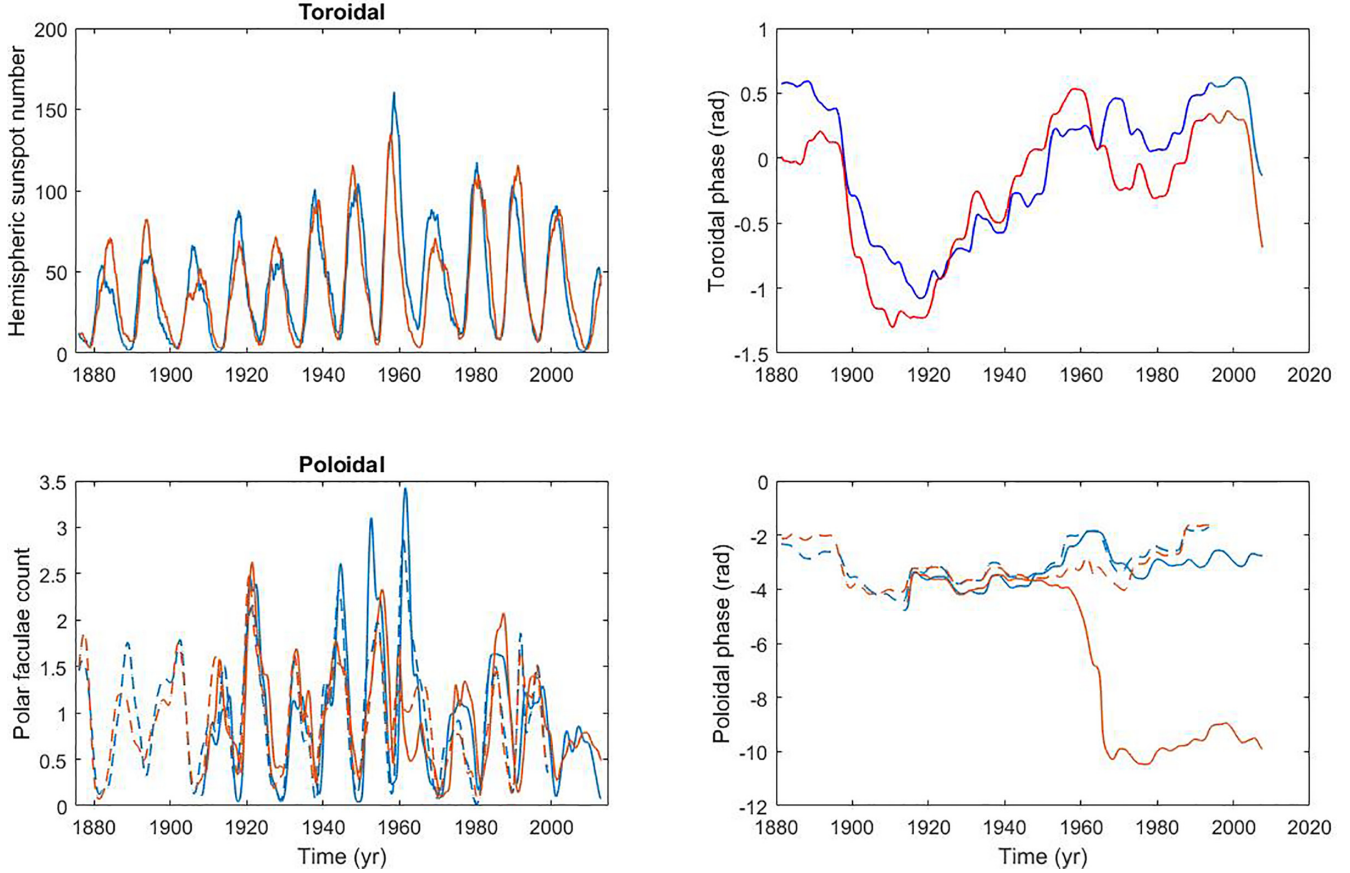 Toroidal
Hemispheric sunspot number
200
150
100
50
0
1880 1900 1920 1940 1960 1980 2000
Toroidal phase (rad)
1
0.5
0
-0.5
-1
-1.5
1880 1900 1920 1940 1960 1980 2000 2020
Poloidal
Polar faculae count
3.5
3
2.5
2
1.5
1
0.5
0
1880 1900 1920 1940 1960 1980 2000
Time (yr)
Poloidal phase (rad)
0
-2
-4
-6
-8
-10
-12
1880 1900 1920 1940 1960 1980 2000 2020
Time (yr)